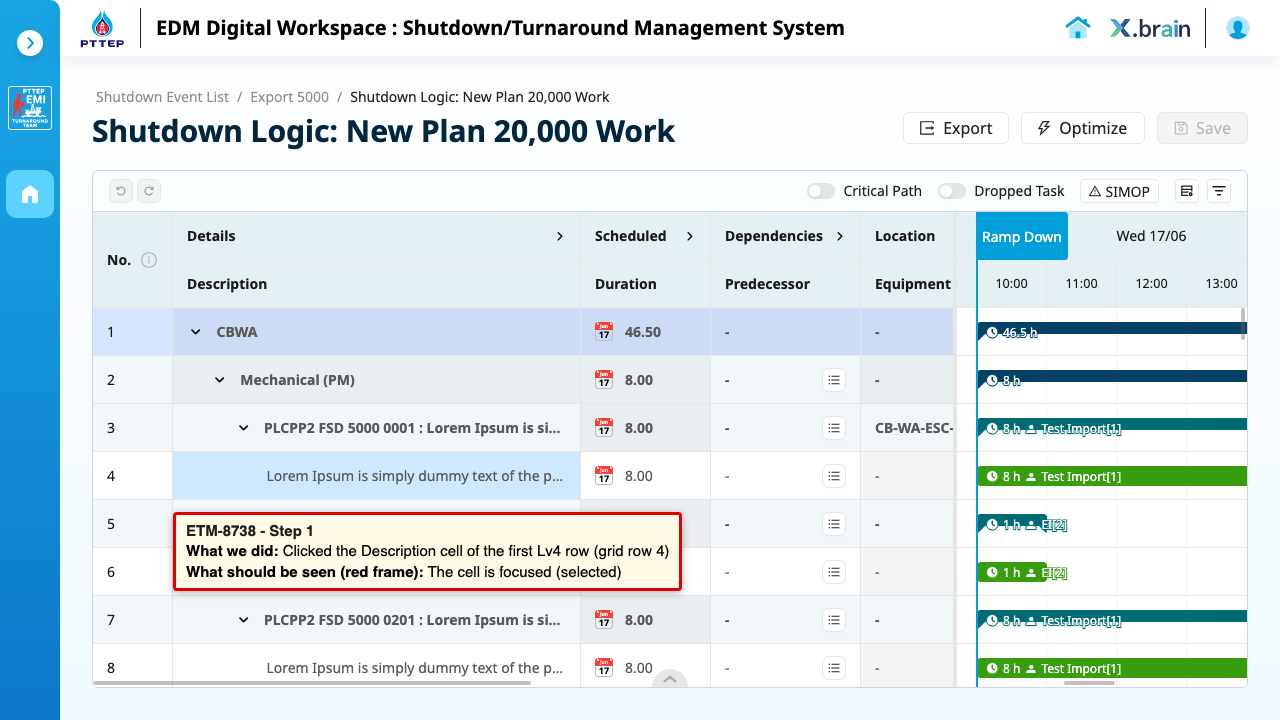 PTTEP
EDM Digital Workspace : Shutdown/Turnaround Management System
X.brain
PTTEP
EMI
TURNAROUND
TEAM
Shutdown Event List / Export 5000 / Shutdown Logic: New Plan 20,000 Work
Shutdown Logic: New Plan 20,000 Work
Export
Optimize
Save
Critical Path
Dropped Task
SIMOP
No.
Details
Scheduled
Dependencies
Location
Ramp Down
Wed 17/06
Description
Duration
Predecessor
Equipment
10:00
11:00
12:00
13:00
1 CBWA 46.50 - - 46.5 h
2 Mechanical (PM) 8.00 - - 8 h
3 PLCPP2 FSD 5000 0001 : Lorem Ipsum is si... 8.00 - CB-WA-ESC- 8 h Test Import[1]
4 Lorem Ipsum is simply dummy text of the p... 8.00 - - 8 h Test Import[1]
5 - - 1 h EI[2]
6 - - 1 h EI[2]
ETM-8738 - Step 1
What we did: Clicked the Description cell of the first Lv4 row (grid row 4)
What should be seen (red frame): The cell is focused (selected)
7 PLCPP2 FSD 5000 0201 : Lorem Ipsum is si... 8.00 - - 8 h Test Import[1]
8 Lorem Ipsum is simply dummy text of the p... 8.00 - - 8 h Test Import[1]